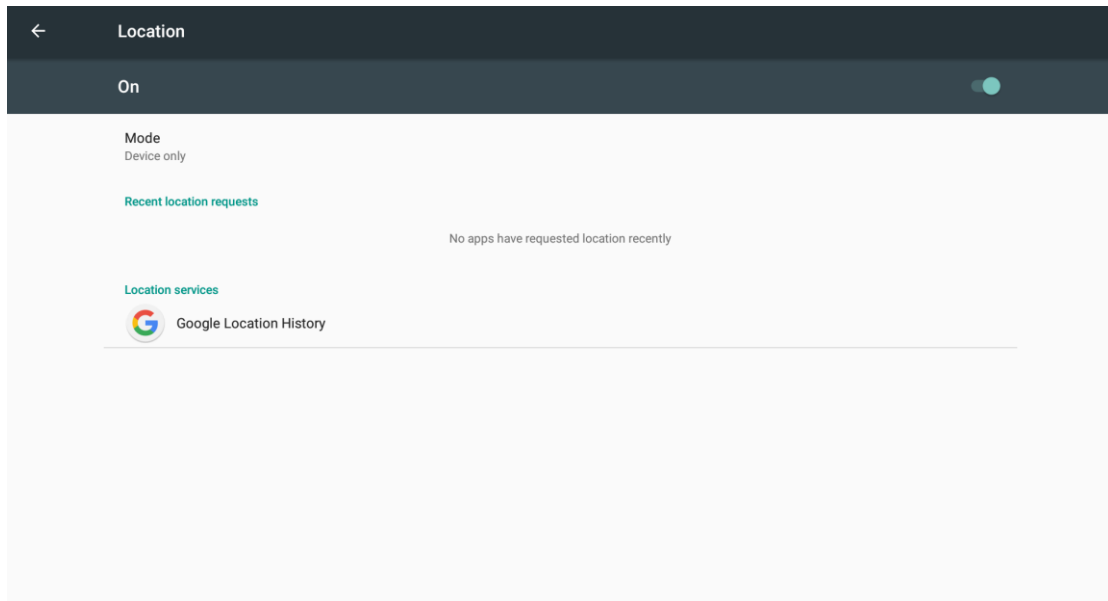 Location
On
Mode
Device only
Recent location requests
No apps have requested location recently
Location services
Google Location History